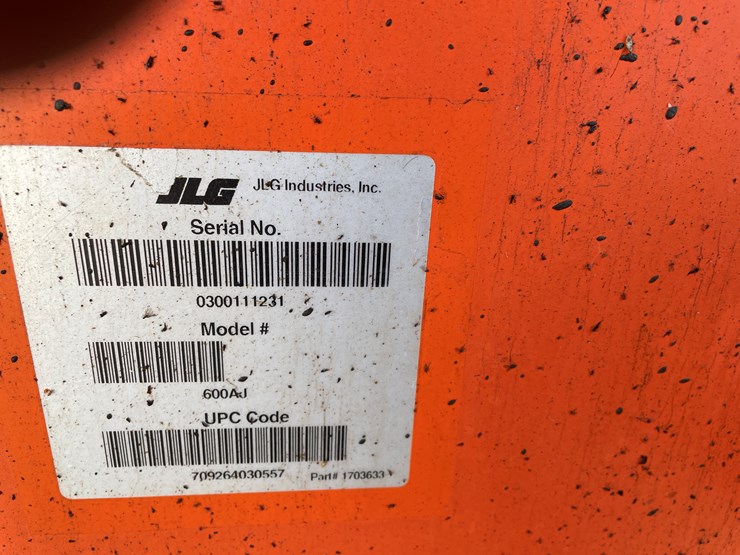 JLG JLG Industries, Inc.
Serial No.
0300111231
Model #
600AJ
UPC Code
709264030557 Part# 1703633